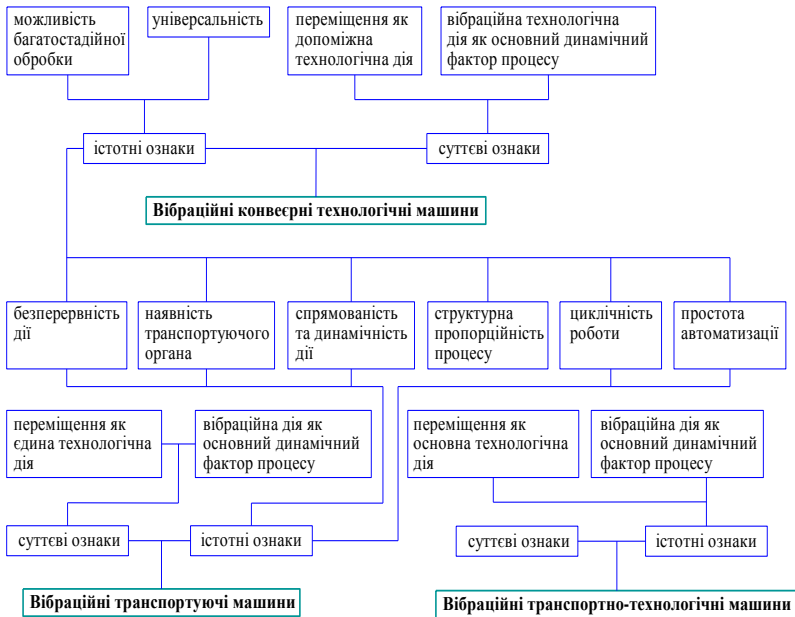 можливість
багатостадійної
обробки
універсальність
переміщення як
допоміжна
технологічна дія
вібраційна технологічна
дія як основний динамічний
фактор процесу
істотні ознаки
суттєві ознаки
Вібраційні конвеєрні технологічні машини
безперервність
дії
наявність
транспортуючого
органа
спрямованість
та динамічність
дії
структурна
пропорційність
процесу
циклічність
роботи
простота
автоматизації
переміщення як
єдина технологічна
дія
вібраційна дія як
основний динамічний
фактор процесу
переміщення як
основна технологічна
дія
вібраційна дія як
основний динамічний
фактор процесу
суттєві ознаки
істотні ознаки
суттєві ознаки
істотні ознаки
Вібраційні транспортуючі машини
Вібраційні транспортно-технологічні машини